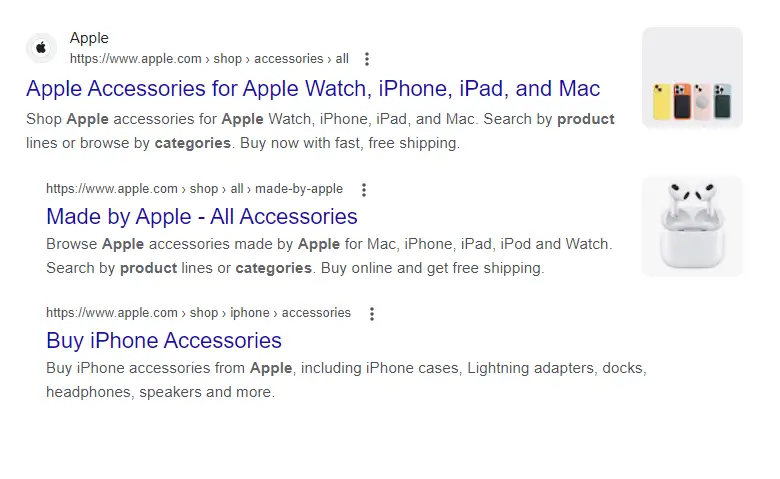 Apple
https://www.apple.com › shop › accessories › all
Apple Accessories for Apple Watch, iPhone, iPad, and Mac
Shop Apple accessories for Apple Watch, iPhone, iPad, and Mac. Search by product
lines or browse by categories. Buy now with fast, free shipping.
https://www.apple.com › shop › all › made-by-apple
Made by Apple - All Accessories
Browse Apple accessories made by Apple for Mac, iPhone, iPad, iPod and Watch.
Search by product lines or categories. Buy online and get free shipping.
https://www.apple.com › shop › iphone › accessories
Buy iPhone Accessories
Buy iPhone accessories from Apple, including iPhone cases, Lightning adapters, docks,
headphones, speakers and more.